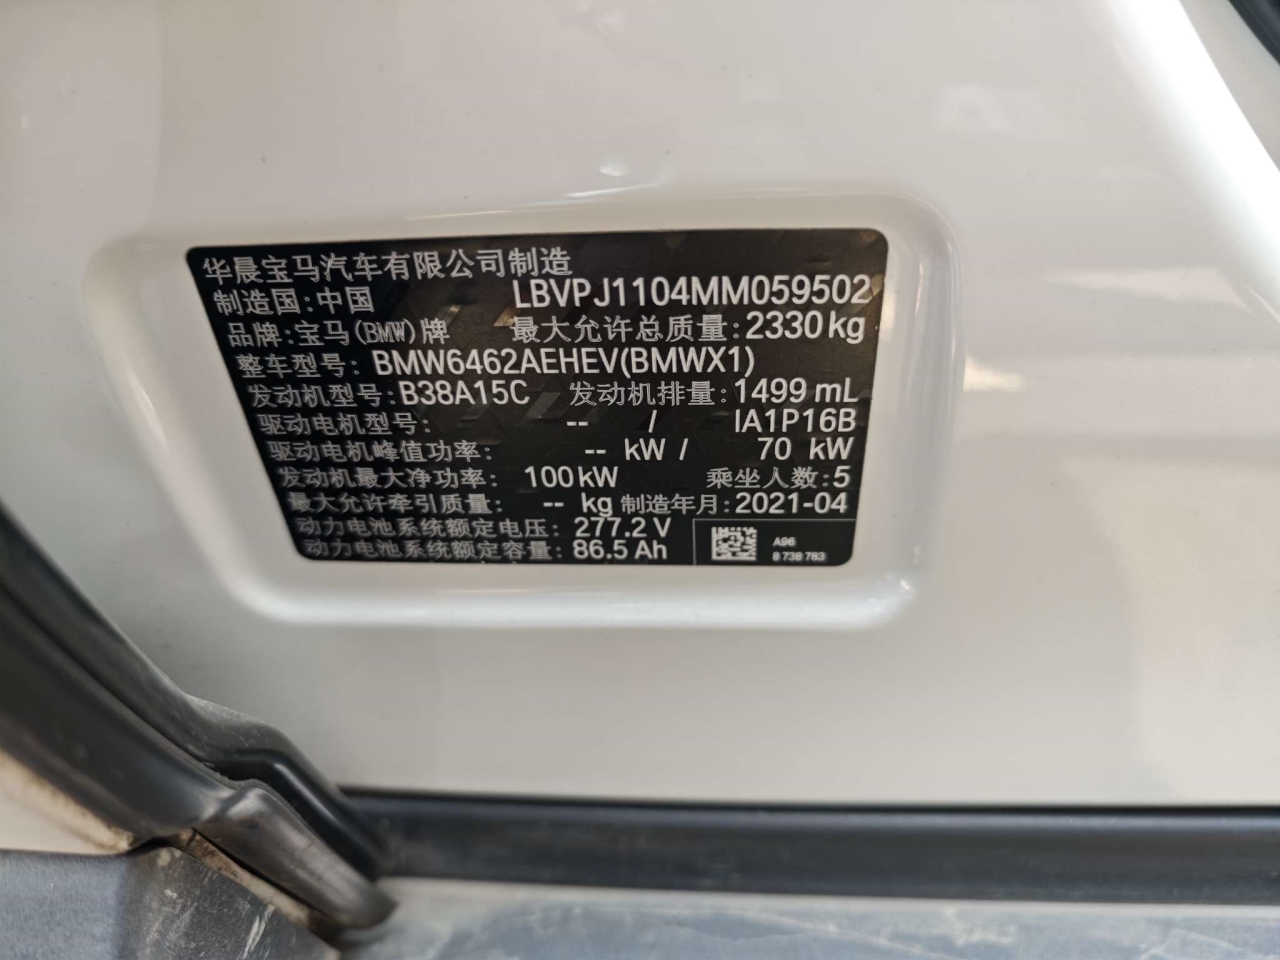 华晨宝马汽车有限公司制造
制造国:中国 LBVPJ1104MM059502
品牌:宝马(BMW)牌 最大允许总质量:2330kg
整车型号:BMW6462AEHEV(BMWX1)
发动机型号:B38A15C 发动机排量:1499 mL
驱动电机型号: -- / IA1P16B
驱动电机峰值功率: -- kW / 70 kW
发动机最大净功率: 100kW 乘坐人数:5
最大允许牵引质量: -- kg 制造年月:2021-04
动力电池系统额定电压: 277.2 V
动力电池系统额定容量: 86.5 Ah
A96
8 738 783